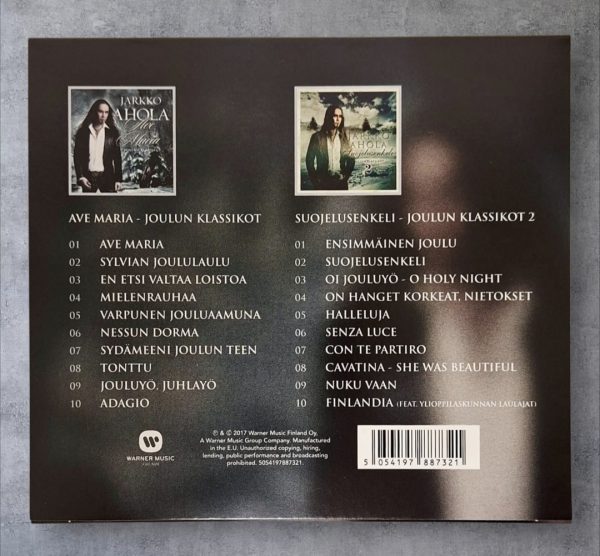 JARKKO
AHOLA
Ave
Maria
JARKKO
AHOLA
Suojelusenkeli
2
AVE MARIA - JOULUN KLASSIKOT
01 AVE MARIA
02 SYLVIAN JOULULAULU
03 EN ETSI VALTAA LOISTOA
04 MIELENRAUHAA
05 VARPUNEN JOULUAAMUNA
06 NESSUN DORMA
07 SYDÄMEENI JOULUN TEEN
08 TONTTU
09 JOULUYÖ, JUHLAYÖ
10 ADAGIO
SUOJELUSENKELI - JOULUN KLASSIKOT 2
01 ENSIMMÄINEN JOULU
02 SUOJELUSENKELI
03 OI JOULUYÖ - O HOLY NIGHT
04 ON HANGET KORKEAT, NIETOKSET
05 HALLELUJA
06 SENZA LUCE
07 CON TE PARTIRO
08 CAVATINA - SHE WAS BEAUTIFUL
09 NUKU VAAN
10 FINLANDIA (FEAT. YLIOPPILASKUNNAN LAULAJAT)
WARNER MUSIC
FINLAND
℗ & © 2017 Warner Music Finland Oy.
A Warner Music Group Company. Manufactured
in the E.U. Unauthorized copying, hiring,
lending, public performance and broadcasting
prohibited. 5054197887321
5 054197 887321